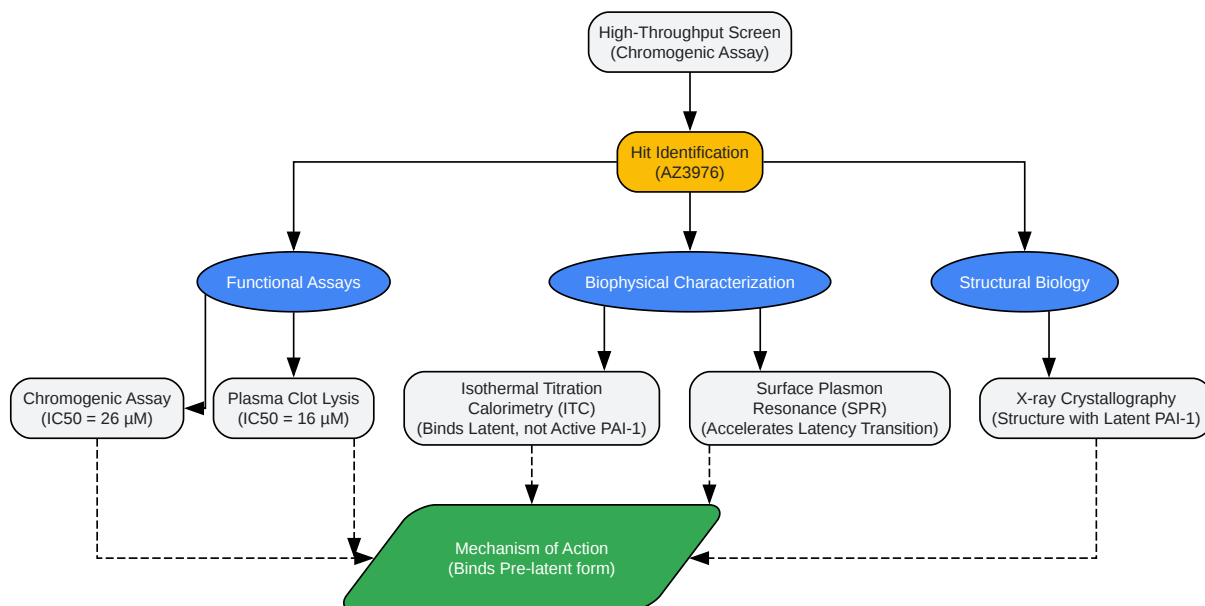 High-Throughput Screen
(Chromogenic Assay)
Hit Identification
(AZ3976)
Functional Assays
Biophysical Characterization
Structural Biology
Chromogenic Assay
(IC50 = 26 µM)
Plasma Clot Lysis
(IC50 = 16 µM)
Isothermal Titration
Calorimetry (ITC)
(Binds Latent, not Active PAI-1)
Surface Plasmon
Resonance (SPR)
(Accelerates Latency Transition)
X-ray Crystallography
(Structure with Latent PAI-1)
Mechanism of Action
(Binds Pre-latent form)